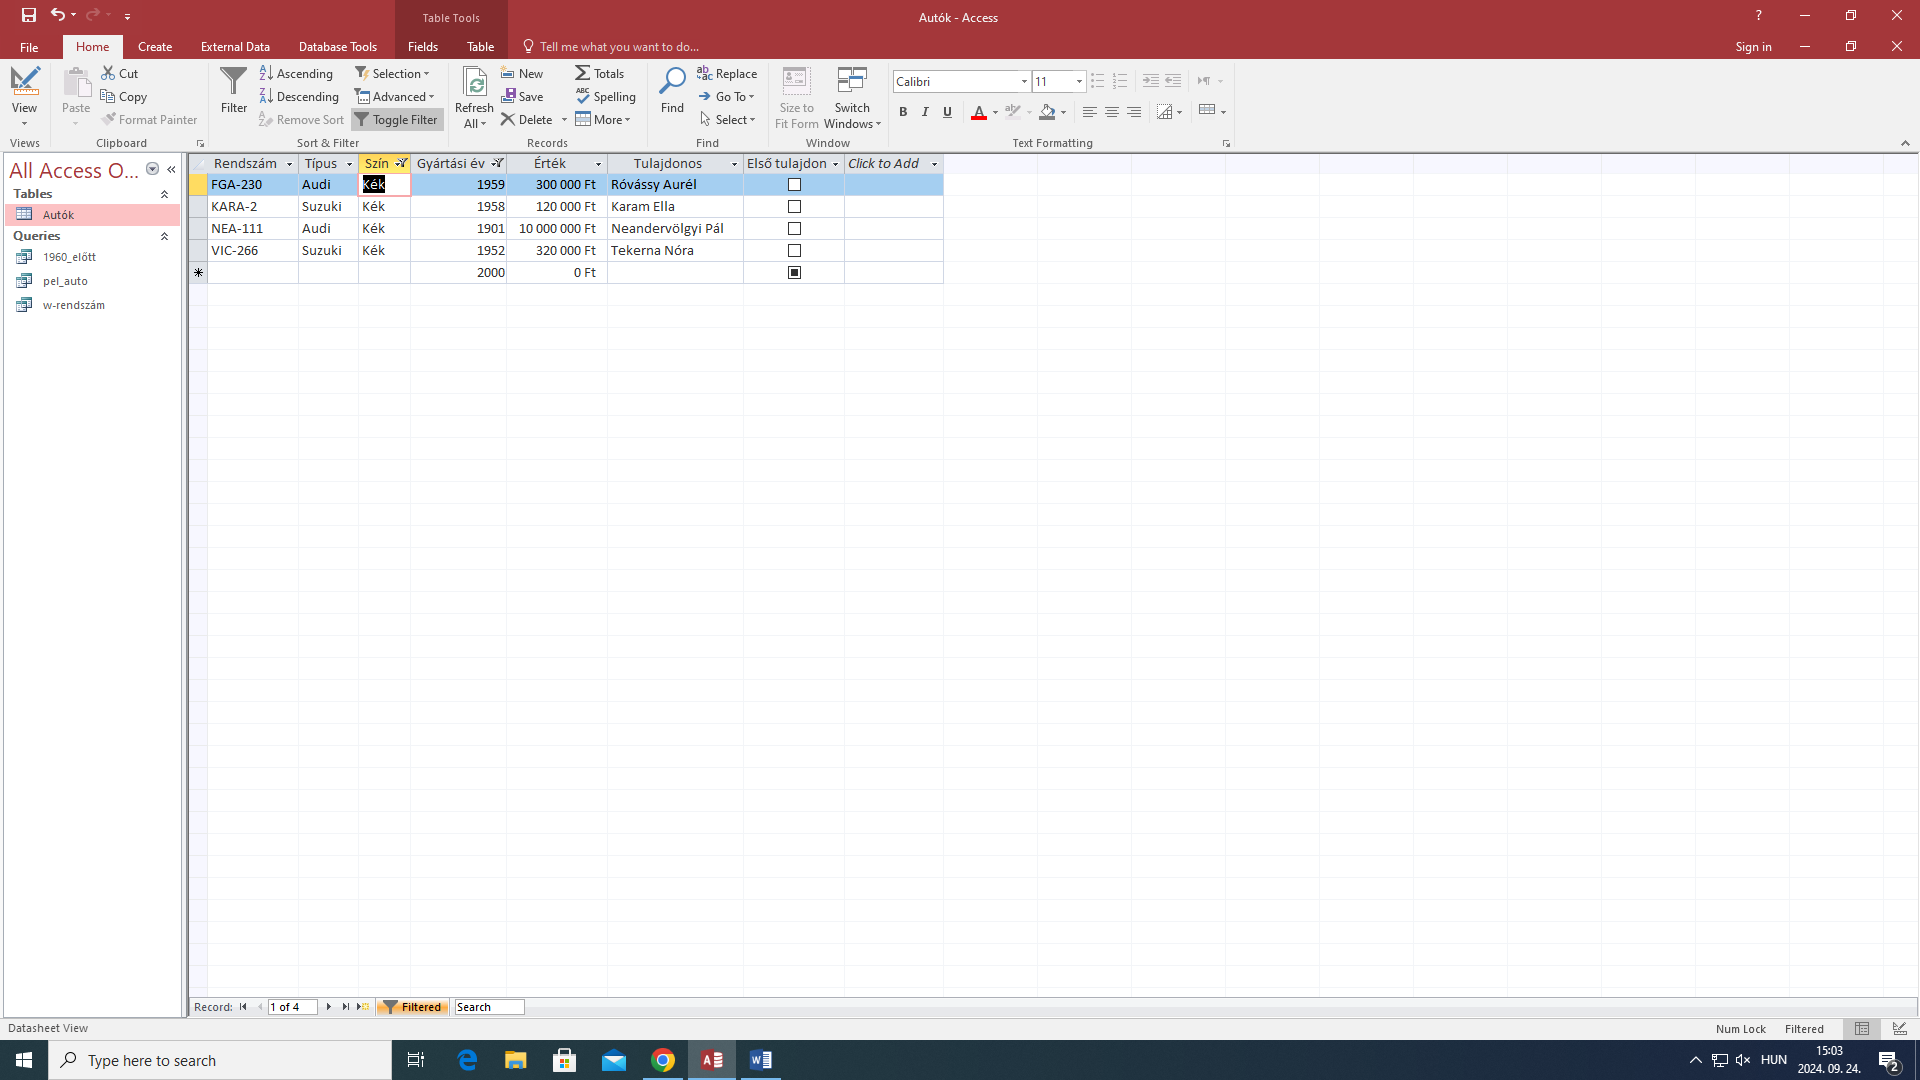 Table Tools
Autók - Access
?
File Home Create External Data Database Tools Fields Table Tell me what you want to do... Sign in
View
Views
Paste
Cut
Copy
Format Painter
Clipboard
Filter
Ascending
Descending
Remove Sort
Selection
Advanced
Toggle Filter
Sort & Filter
Refresh
All
New
Save
Delete
Totals
Spelling
More
Records
Find
Replace
Go To
Select
Find
Size to
Fit Form
Switch
Windows
Window
Calibri 11
B I U A
Text Formatting
All Access O...
Tables
Autók
Queries
1960_előtt
pel_auto
w-rendszám
Rendszám Típus Szín Gyártási év Érték Tulajdonos Első tulajdon Click to Add
FGA-230 Audi Kék 1959 300 000 Ft Róvássy Aurél
KARA-2 Suzuki Kék 1958 120 000 Ft Karam Ella
NEA-111 Audi Kék 1901 10 000 000 Ft Neandervölgyi Pál
VIC-266 Suzuki Kék 1952 320 000 Ft Tekerna Nóra
2000 0 Ft
Record: 1 of 4 Filtered Search
Datasheet View Num Lock Filtered
Type here to search
HUN
15:03
2024. 09. 24.
2